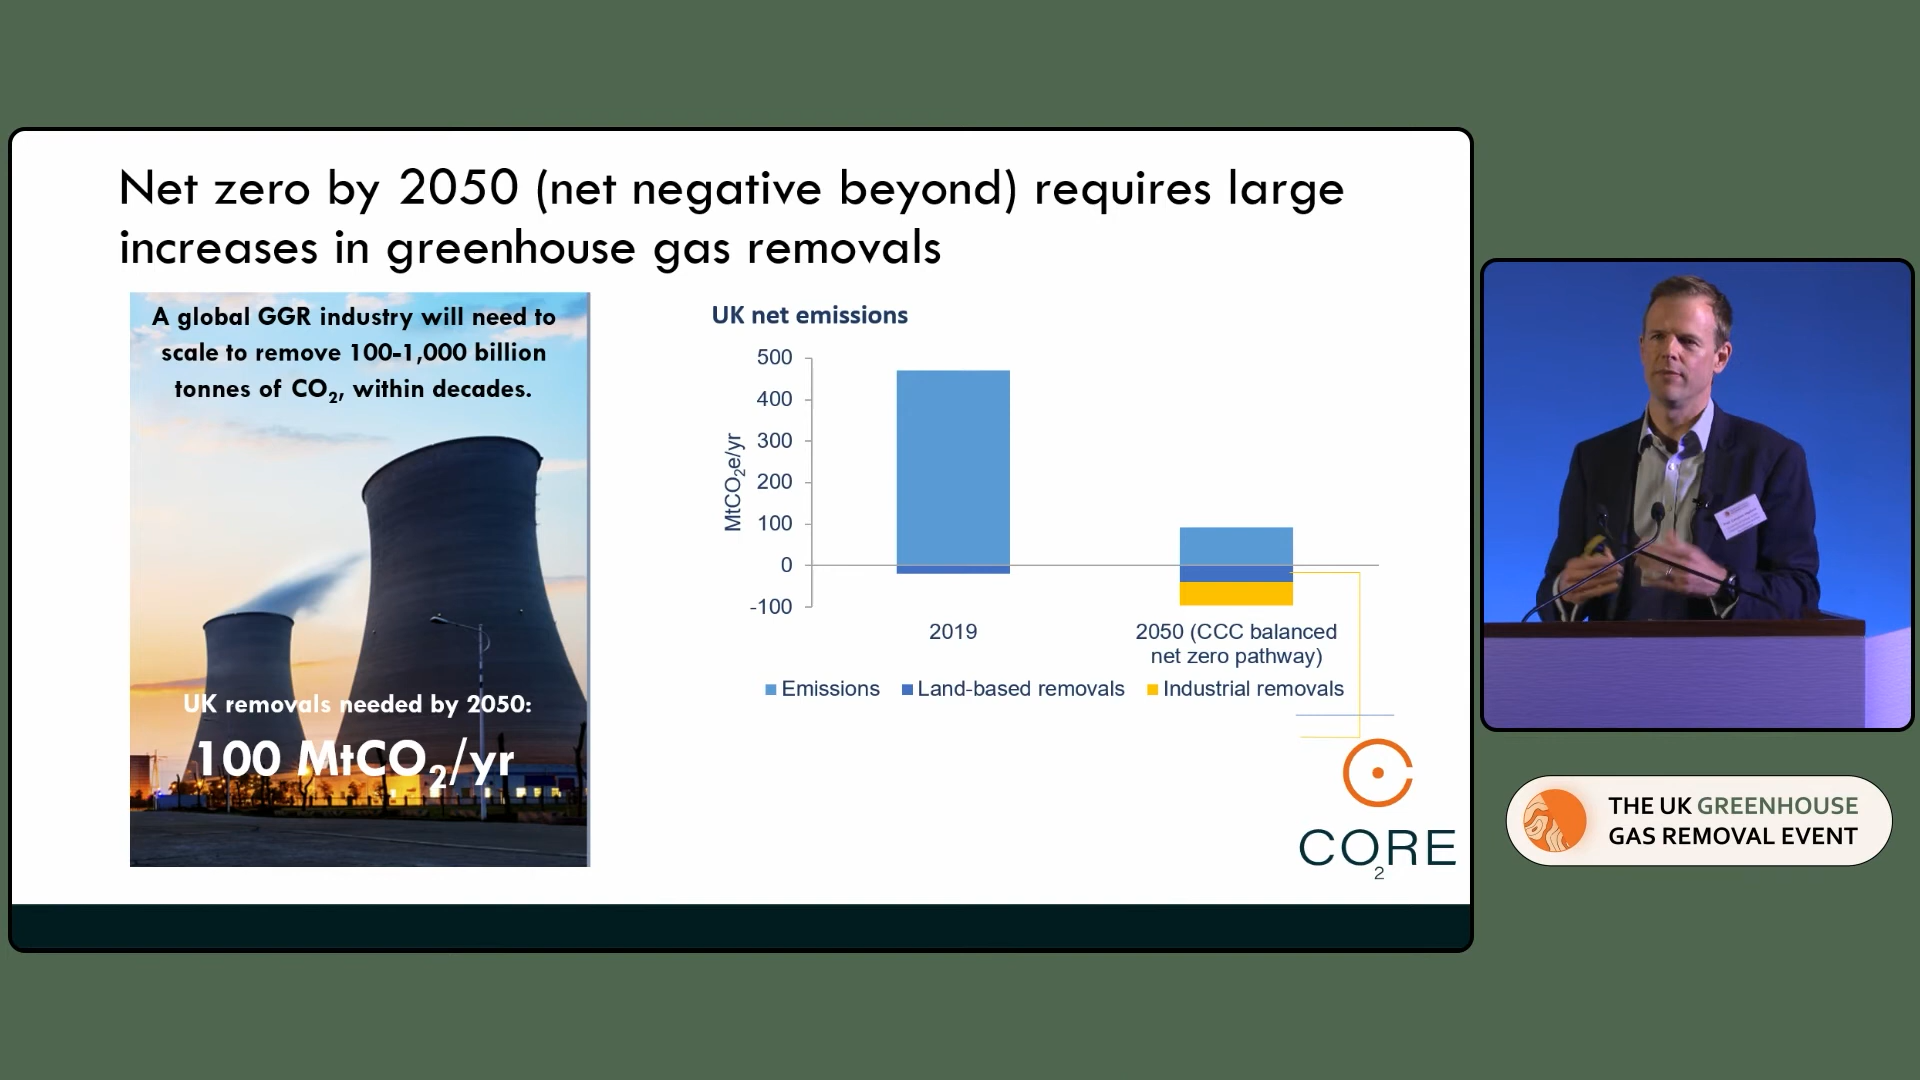 Net zero by 2050 (net negative beyond) requires large
increases in greenhouse gas removals
A global GGR industry will need to
scale to remove 100-1,000 billion
tonnes of CO₂, within decades.
UK removals needed by 2050:
100 MtCO₂/yr
UK net emissions
MtCO₂e/yr
500
400
300
200
100
0
-100
2019
2050 (CCC balanced
net zero pathway)
Emissions
Land-based removals
Industrial removals
CO₂RE
THE UK GREENHOUSE
GAS REMOVAL EVENT